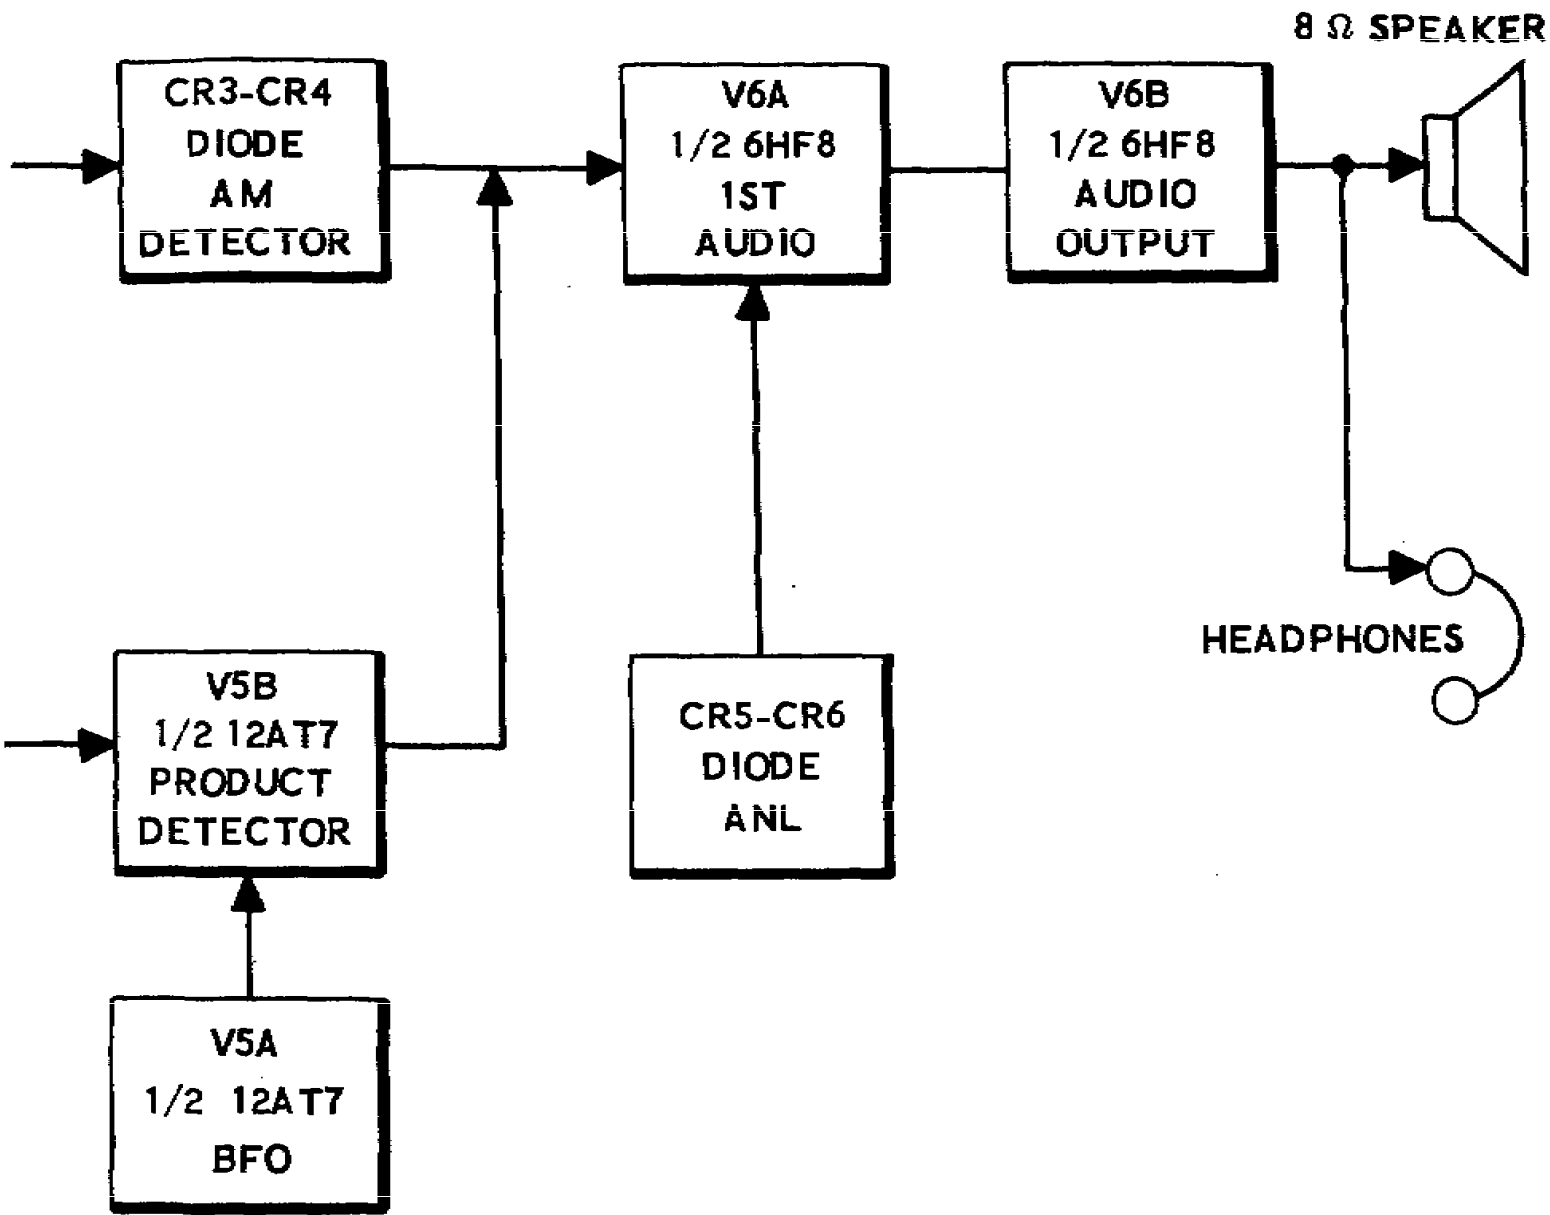 8 Ω SPEAKER
CR3-CR4
DIODE
AM
DETECTOR
V6A
1/2 6HF8
1ST
AUDIO
V6B
1/2 6HF8
AUDIO
OUTPUT
HEADPHONES
V5B
1/2 12AT7
PRODUCT
DETECTOR
CR5-CR6
DIODE
ANL
V5A
1/2 12AT7
BFO